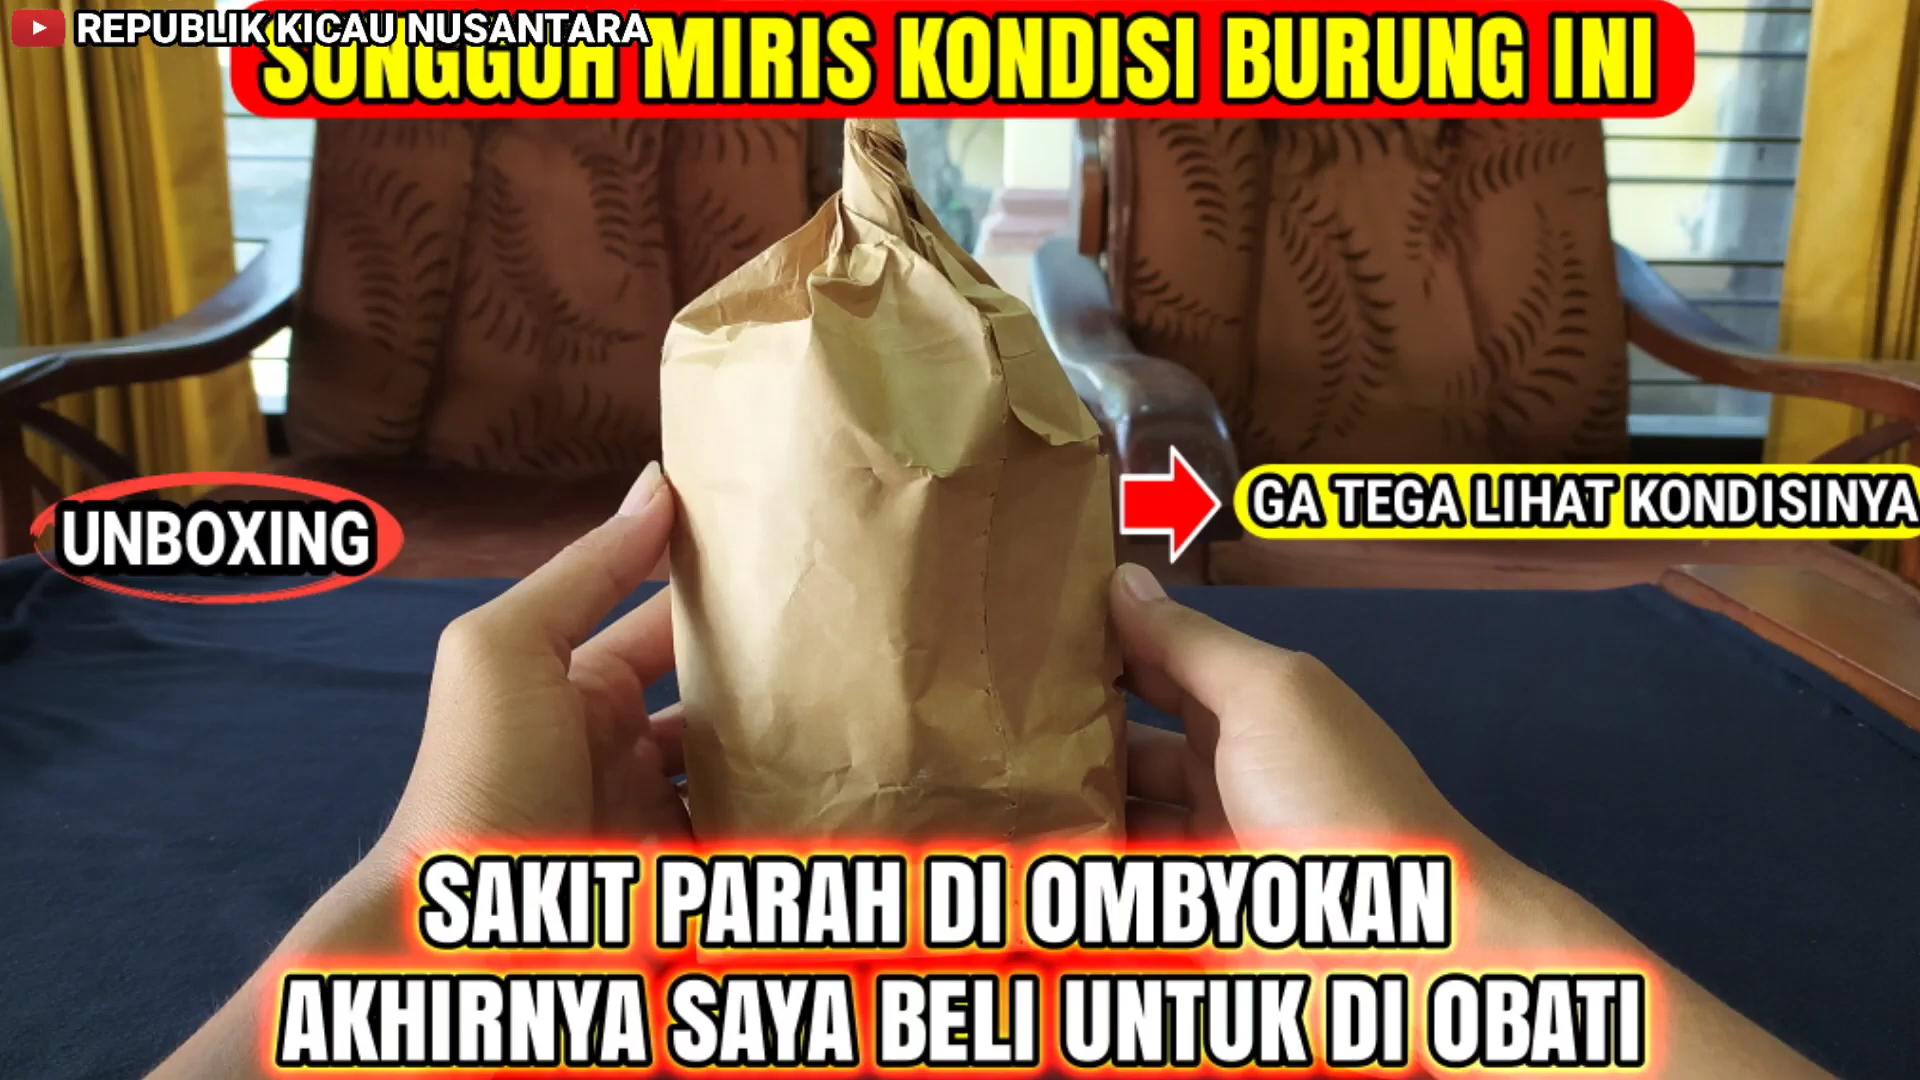 REPUBLIK KICAU NUSANTARA
SUNGGUH MIRIS KONDISI BURUNG INI
UNBOXING
GA TEGA LIHAT KONDISINYA
SAKIT PARAH DI OMBYOKAN
AKHIRNYA SAYA BELI UNTUK DI OBATI